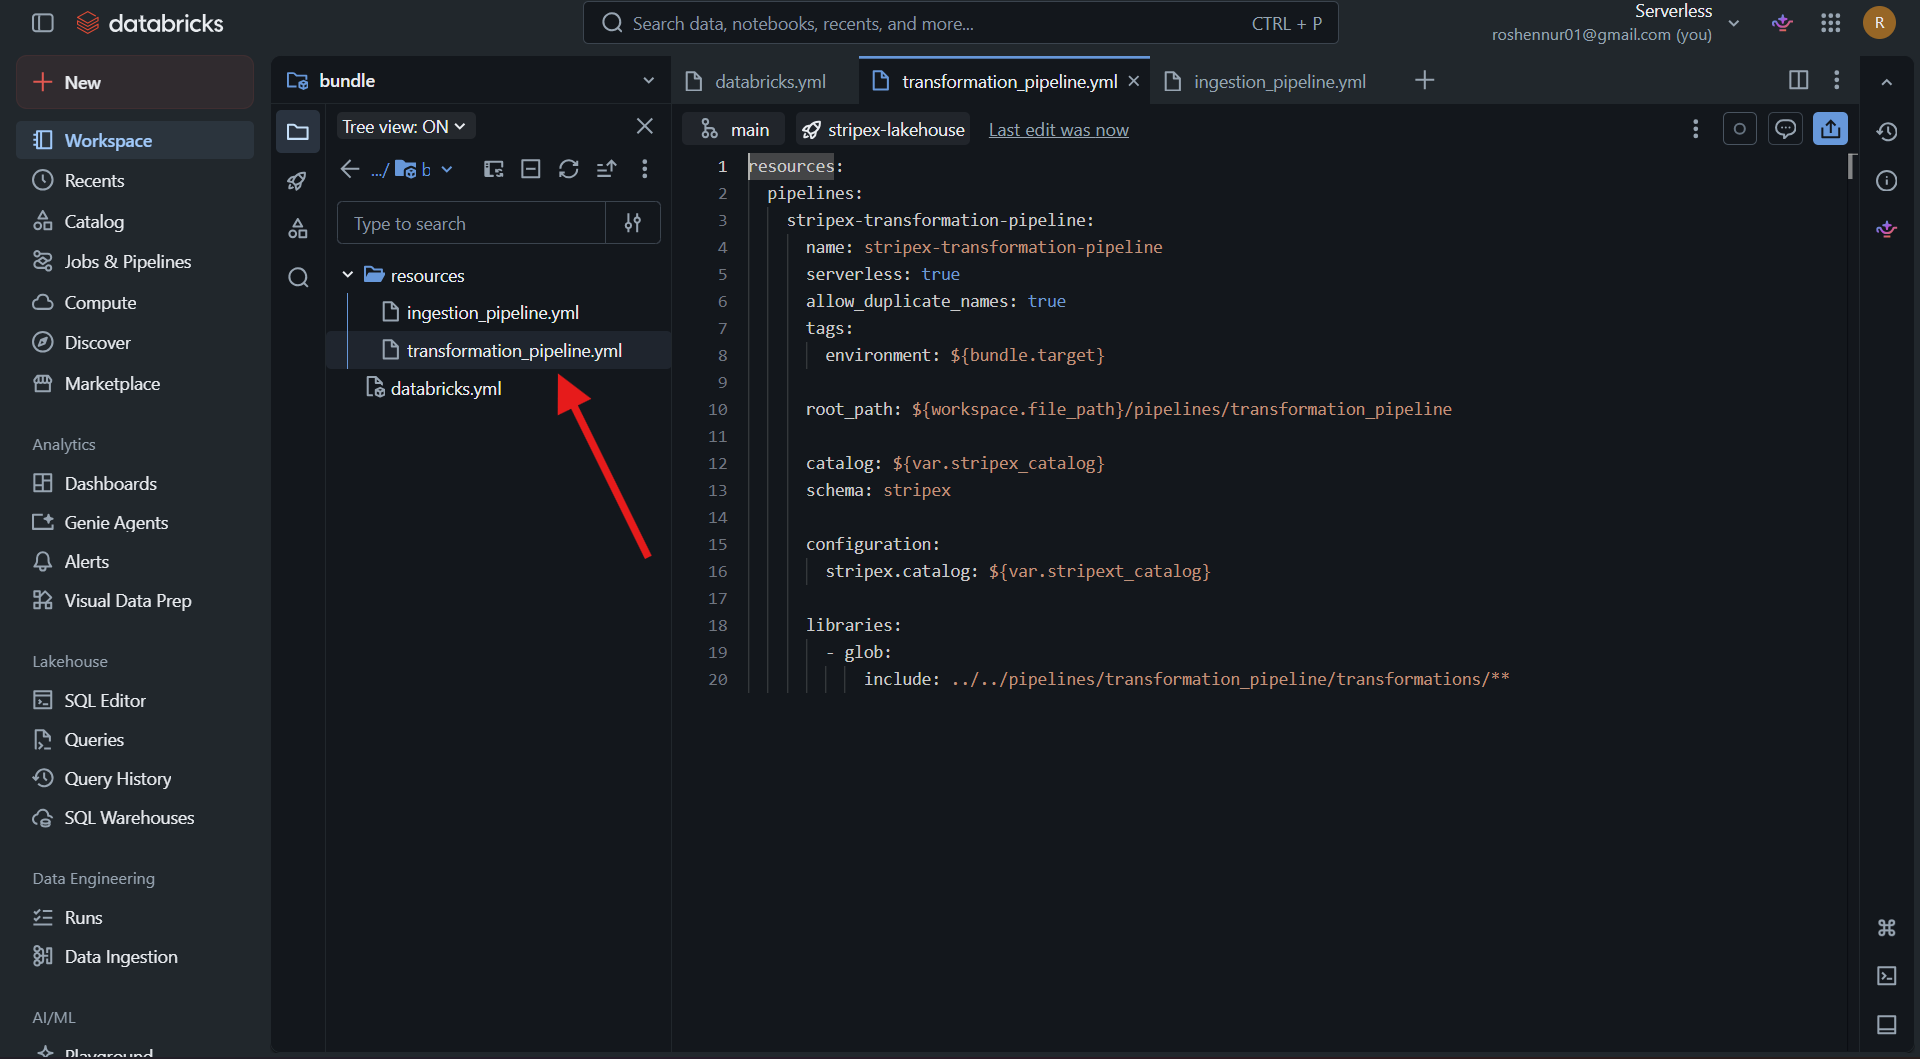 databricks
Search data, notebooks, recents, and more...
CTRL + P
Serverless
roshennur01@gmail.com (you)
R
New
Workspace
Recents
Catalog
Jobs & Pipelines
Compute
Discover
Marketplace
Analytics
Dashboards
Genie Agents
Alerts
Visual Data Prep
Lakehouse
SQL Editor
Queries
Query History
SQL Warehouses
Data Engineering
Runs
Data Ingestion
AI/ML
Playground
bundle
Tree view: ON
.../ b
Type to search
resources
ingestion_pipeline.yml
transformation_pipeline.yml
databricks.yml
databricks.yml
transformation_pipeline.yml
ingestion_pipeline.yml
main
stripex-lakehouse
Last edit was now
1 resources:
2 pipelines:
3 stripex-transformation-pipeline:
4 name: stripex-transformation-pipeline
5 serverless: true
6 allow_duplicate_names: true
7 tags:
8 environment: ${bundle.target}
9
10 root_path: ${workspace.file_path}/pipelines/transformation_pipeline
11
12 catalog: ${var.stripex_catalog}
13 schema: stripex
14
15 configuration:
16 stripex.catalog: ${var.stripext_catalog}
17
18 libraries:
19 - glob:
20 include: ../../pipelines/transformation_pipeline/transformations/**